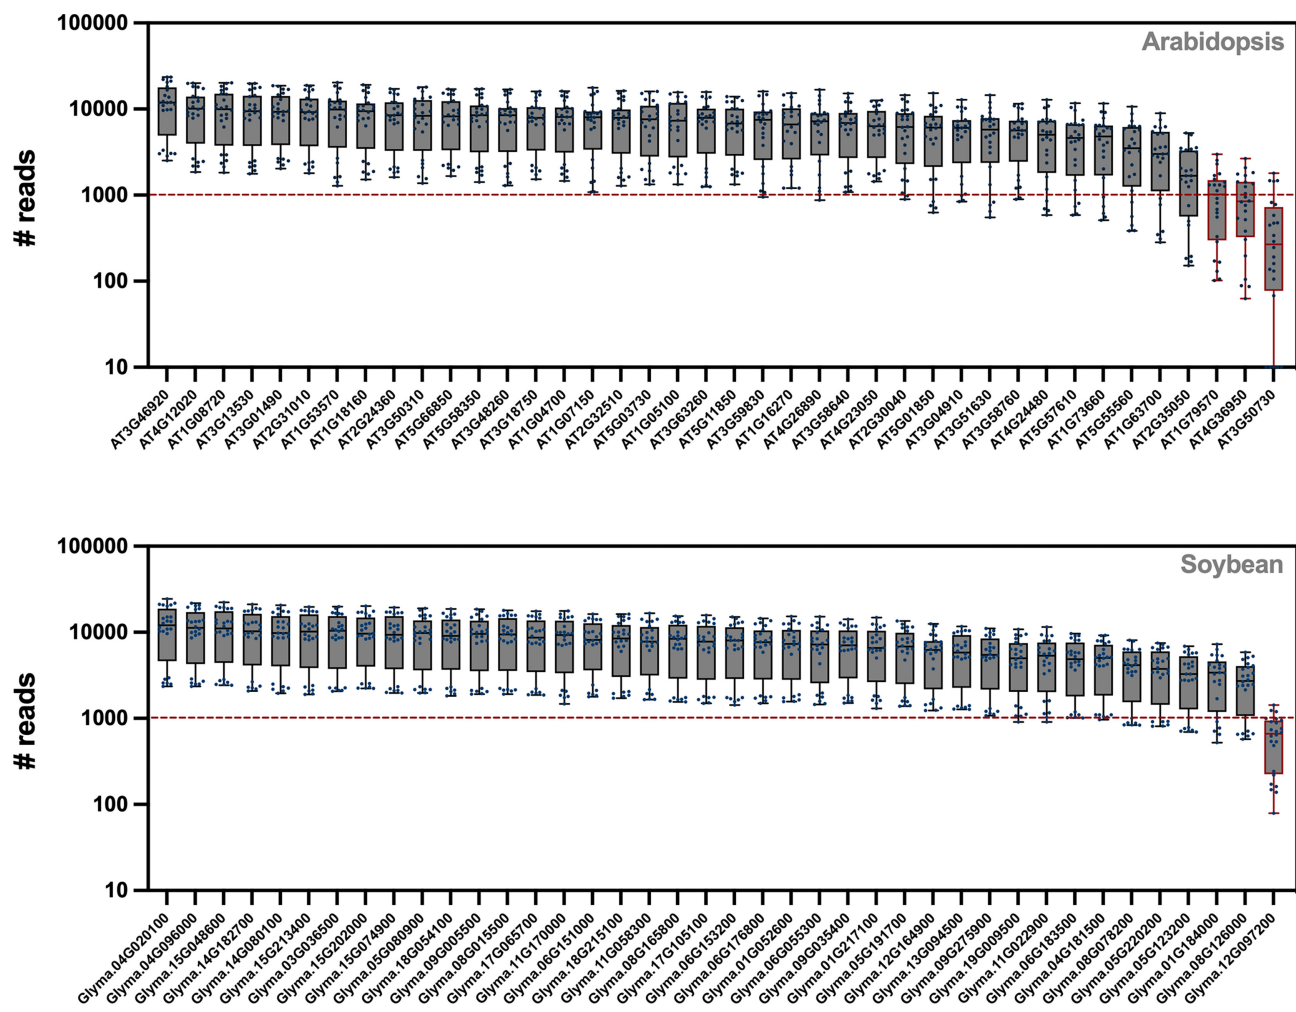 Arabidopsis
# reads
100000
10000
1000
100
10
AT3G46920
AT4G12020
AT1G08720
AT3G13530
AT3G01490
AT2G31010
AT1G53570
AT1G18160
AT2G24360
AT3G50310
AT5G66850
AT5G58350
AT3G48260
AT3G18750
AT1G04700
AT1G07150
AT2G32510
AT5G03730
AT1G05100
AT3G63260
AT5G11850
AT3G59830
AT1G16270
AT4G26890
AT3G58640
AT4G23050
AT2G30040
AT5G01850
AT3G04910
AT3G51630
AT3G58760
AT4G24480
AT5G57610
AT1G73660
AT5G55560
AT1G63700
AT2G35050
AT1G79570
AT4G36950
AT3G50730
Soybean
# reads
100000
10000
1000
100
10
Glyma.04G020100
Glyma.04G096000
Glyma.15G048600
Glyma.14G182700
Glyma.14G080100
Glyma.15G213400
Glyma.03G036500
Glyma.15G202000
Glyma.15G074900
Glyma.05G080900
Glyma.18G054100
Glyma.09G005500
Glyma.08G015500
Glyma.17G065700
Glyma.11G170000
Glyma.06G151000
Glyma.18G215100
Glyma.11G058300
Glyma.08G165800
Glyma.17G105100
Glyma.06G153200
Glyma.06G176800
Glyma.01G052600
Glyma.06G055300
Glyma.09G035400
Glyma.01G217100
Glyma.05G191700
Glyma.12G164900
Glyma.13G094500
Glyma.09G275900
Glyma.19G009500
Glyma.11G022900
Glyma.06G183500
Glyma.04G181500
Glyma.08G078200
Glyma.05G220200
Glyma.05G123200
Glyma.01G184000
Glyma.08G126000
Glyma.12G097200